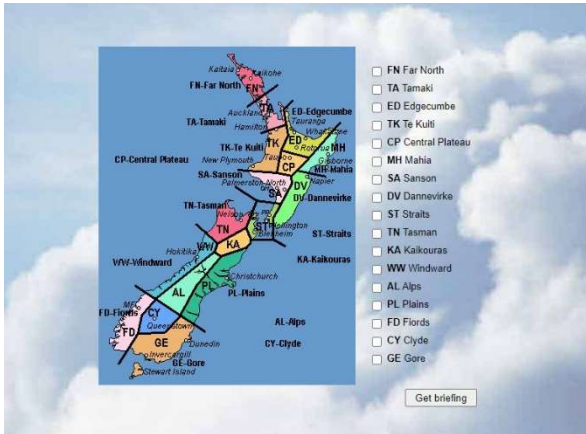 Kaitaia
Kaikohe
FN
FN-Far North
TA
Auckland
ED-Edgecumbe
TA-Tamaki
Tauranga
Hamilton
Whakatane
ED
TK
TK-Te Kuiti
Rotorua
MH
CP-Central Plateau
Taupo
New Plymouth
CP
Gisborne
MH-Mahia
SA-Sanson
Napier
Palmerston North
DV
SA
DV-Dannevirke
TN-Tasman
Nelson
TN
ST
Wellington
Blenheim
ST-Straits
KA
Hokitika
WW
KA-Kaikouras
WW-Windward
Christchurch
AL
PL
PL-Plains
FD-Fiords
CY
AL-Alps
Queenstown
FD
GE
Dunedin
CY-Clyde
Invercargill
GE-Gore
Stewart Island
FN Far North
TA Tamaki
ED Edgecumbe
TK Te Kuiti
CP Central Plateau
MH Mahia
SA Sanson
DV Dannevirke
ST Straits
TN Tasman
KA Kaikouras
WW Windward
AL Alps
PL Plains
FD Fiords
CY Clyde
GE Gore
Get briefing